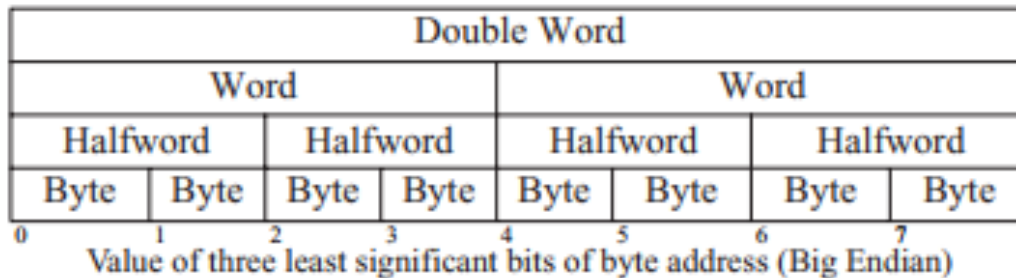 Double Word
Word Word
Halfword Halfword Halfword Halfword
Byte Byte Byte Byte Byte Byte Byte Byte
0 1 2 3 4 5 6 7
Value of three least significant bits of byte address (Big Endian)